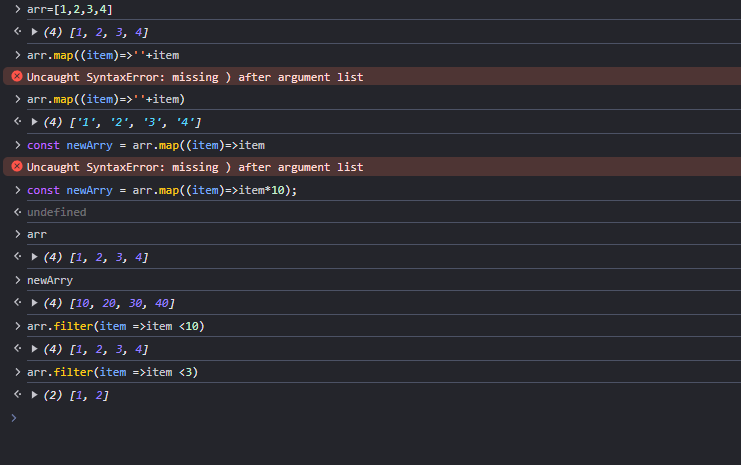 arr=[1,2,3,4]
(4) [1, 2, 3, 4]
arr.map((item)=>''+item
Uncaught SyntaxError: missing ) after argument list
arr.map((item)=>''+item)
(4) ['1', '2', '3', '4']
const newArry = arr.map((item)=>item
Uncaught SyntaxError: missing ) after argument list
const newArry = arr.map((item)=>item*10);
undefined
arr
(4) [1, 2, 3, 4]
newArry
(4) [10, 20, 30, 40]
arr.filter(item =>item <10)
(4) [1, 2, 3, 4]
arr.filter(item =>item <3)
(2) [1, 2]